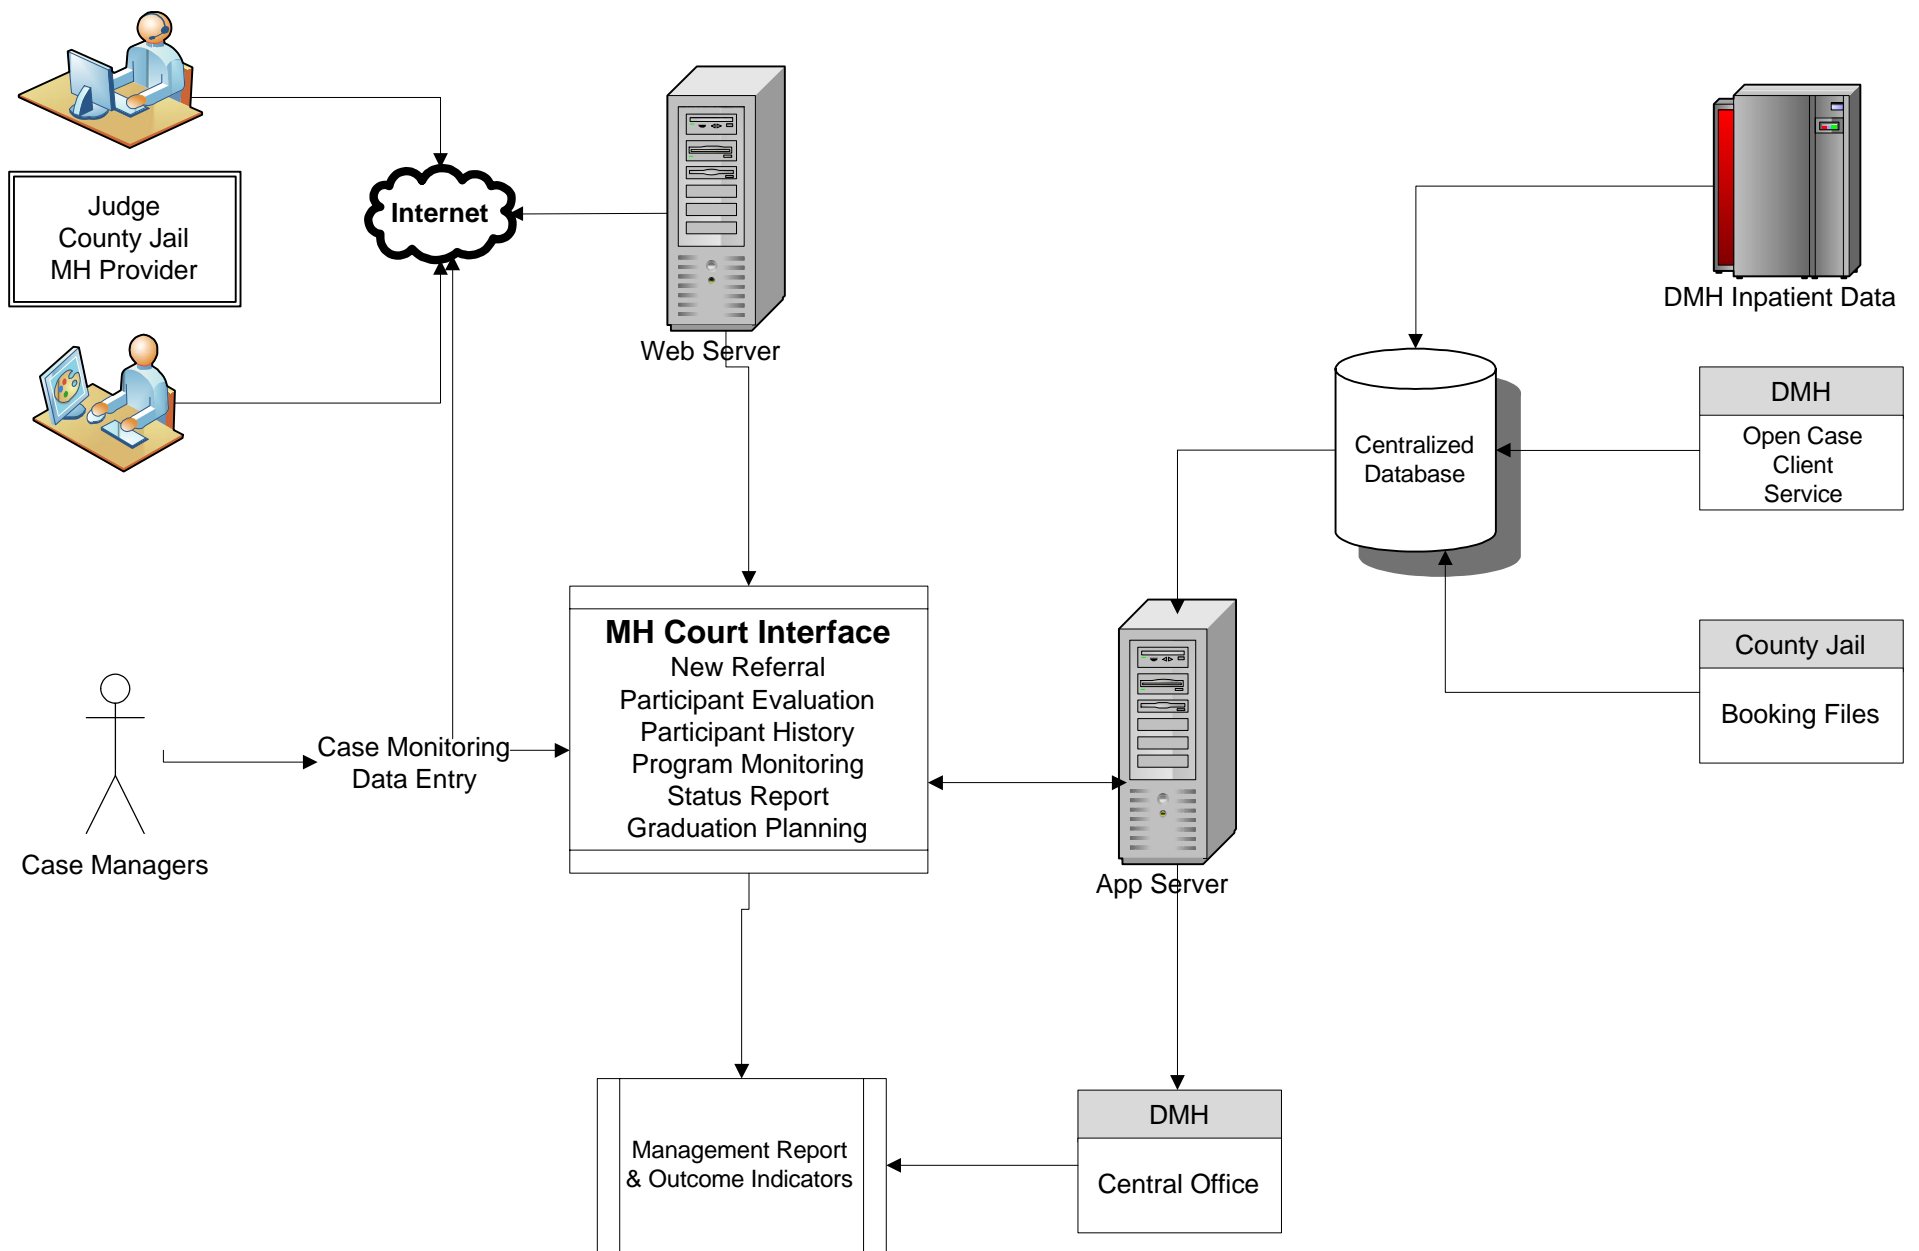 Judge
County Jail
MH Provider
Internet
Web Server
DMH Inpatient Data
Centralized
Database
DMH
Open Case
Client
Service
County Jail
Booking Files
MH Court Interface
New Referral
Participant Evaluation
Participant History
Program Monitoring
Status Report
Graduation Planning
Case Monitoring
Data Entry
Case Managers
App Server
Management Report
& Outcome Indicators
DMH
Central Office